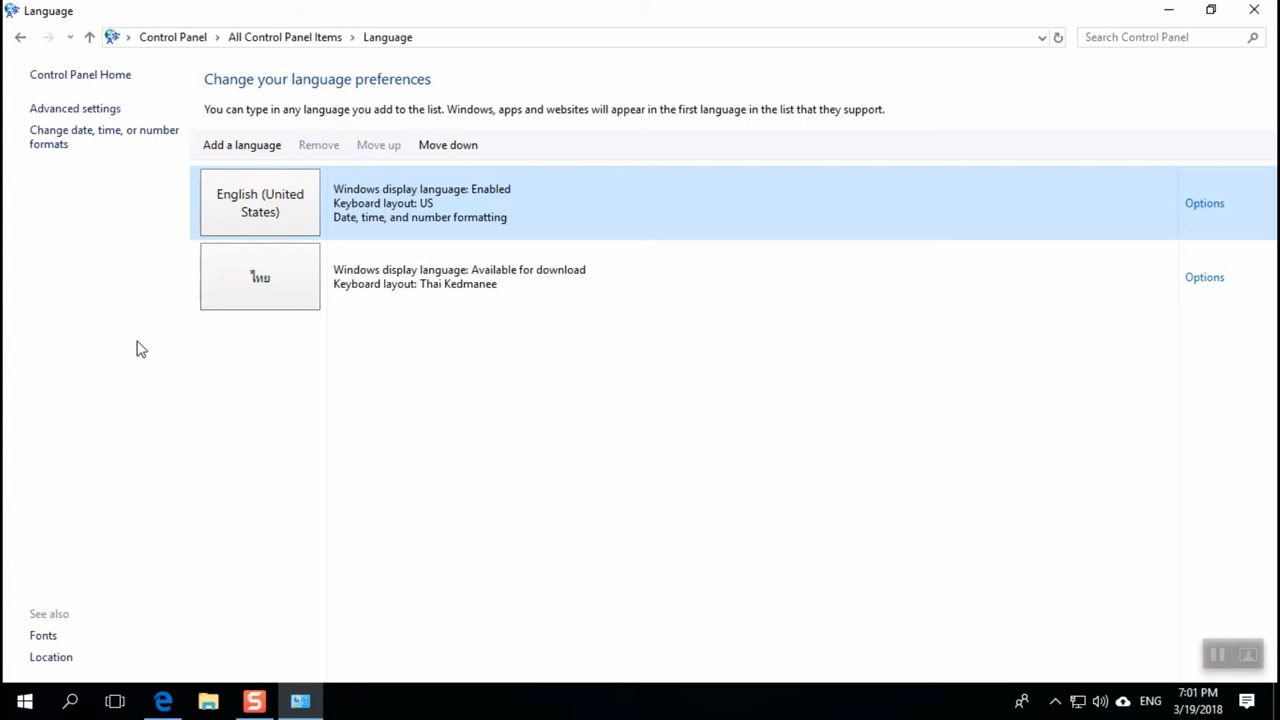 Language
Control Panel > All Control Panel Items > Language
Search Control Panel
Control Panel Home
Advanced settings
Change date, time, or number
formats
See also
Fonts
Location
Change your language preferences
You can type in any language you add to the list. Windows, apps and websites will appear in the first language in the list that they support.
Add a language Remove Move up Move down
English (United
States)
Windows display language: Enabled
Keyboard layout: US
Date, time, and number formatting
Options
ไทย
Windows display language: Available for download
Keyboard layout: Thai Kedmanee
Options
ENG
7:01 PM
3/19/2018